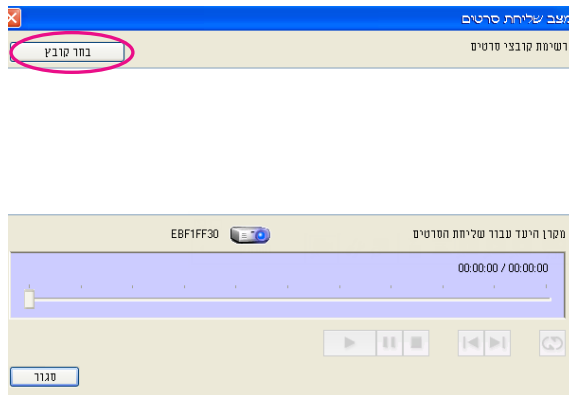 מצב שליחת סרטים
רשימת קובצי סרטים
בחר קובץ
מקרן היעד עבור שליחת הסרטים
EBF1FF30
00:00:00 / 00:00:00
סגור